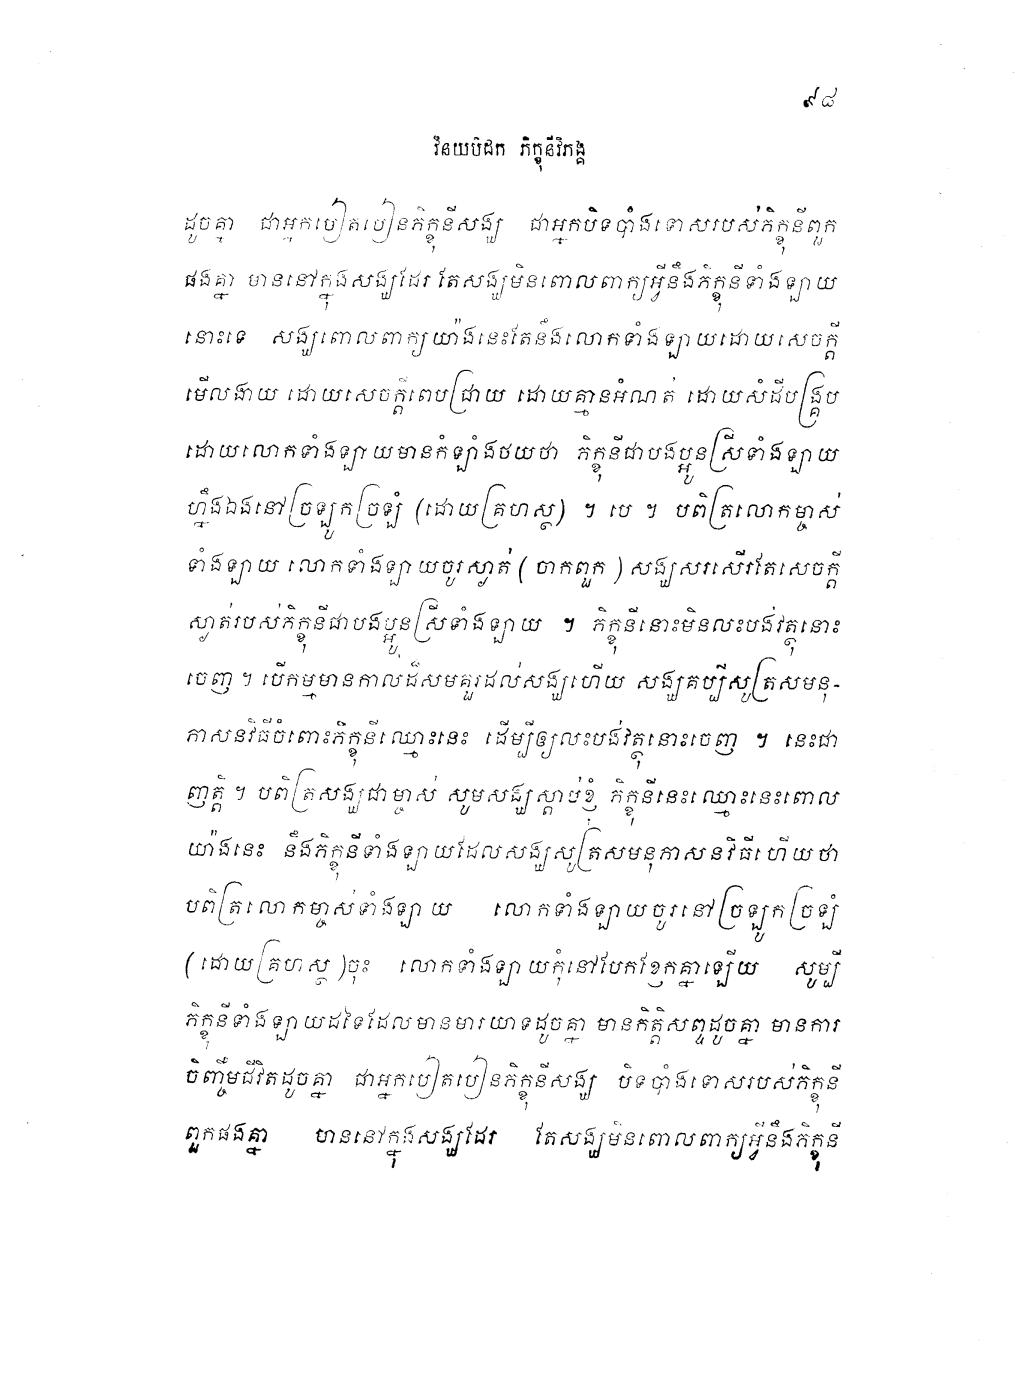 ៩៨
វិនយបិដក ភិក្ខុនីវិភង្គ
ដូចគ្នា ជាអ្នកបៀតបៀនភិក្ខុនីសង្ឃ ជាអ្នកបិទបាំងទោសរបស់ភិក្ខុនីពួក
ផងគ្នា មាននៅក្នុងសង្ឃដែរ តែសង្ឃមិនពោលពាក្យអ្វីនឹងភិក្ខុនីទាំងឡាយ
នោះទេ សង្ឃពោលពាក្យយ៉ាងនេះតែនឹងលោកទាំងឡាយដោយសេចក្តី
មើលងាយ ដោយសេចក្តីពេបជ្រាយ ដោយគ្មានអំណត់ ដោយសំដីបង្គ្រប
ដោយលោកទាំងឡាយមានកំឡាំងថយថា ភិក្ខុនីជាបងប្អូនស្រីទាំងឡាយ
ហ្នឹងឯងនៅច្រឡូកច្រឡំ (ដោយគ្រហស្ថ) ។ បេ ។ បពិត្រលោកម្ចាស់
ទាំងឡាយ លោកទាំងឡាយចូរស្ងាត់ ( ចាកពួក ) សង្ឃសរសើរតែសេចក្តី
ស្ងាត់របស់ភិក្ខុនីជាបងប្អូនស្រីទាំងឡាយ ។ ភិក្ខុនីនោះមិនលះបង់វត្ថុនោះ
ចេញ ។ បើកម្មមានកាលដ៏សមគួរដល់សង្ឃហើយ សង្ឃគប្បីសូត្រសមនុ-
ភាសនវិធីចំពោះភិក្ខុនីឈ្មោះនេះ ដើម្បីឲ្យលះបង់វត្ថុនោះចេញ ។ នេះជា
ញត្តិ ។ បពិត្រសង្ឃជាម្ចាស់ សូមសង្ឃស្តាប់ខ្ញុំ ភិក្ខុនីនេះឈ្មោះនេះពោល
យ៉ាងនេះ នឹងភិក្ខុនីទាំងឡាយដែលសង្ឃសូត្រសមនុភាសនវិធីហើយថា
បពិត្រលោកម្ចាស់ទាំងឡាយ លោកទាំងឡាយចូរនៅច្រឡូកច្រឡំ
(ដោយគ្រហស្ថ )ចុះ លោកទាំងឡាយកុំនៅបែកខ្ញែកគ្នាឡើយ សូម្បី
ភិក្ខុនីទាំងឡាយដទៃដែលមានមារយាទដូចគ្នា មានកិត្តិសព្ទដូចគ្នា មានការ
ចិញ្ចឹមជីវិតដូចគ្នា ជាអ្នកបៀតបៀនភិក្ខុនីសង្ឃ បិទបាំងទោសរបស់ភិក្ខុនី
ពួកផងគ្នា មាននៅក្នុងសង្ឃដែរ តែសង្ឃមិនពោលពាក្យអ្វីនឹងភិក្ខុនី